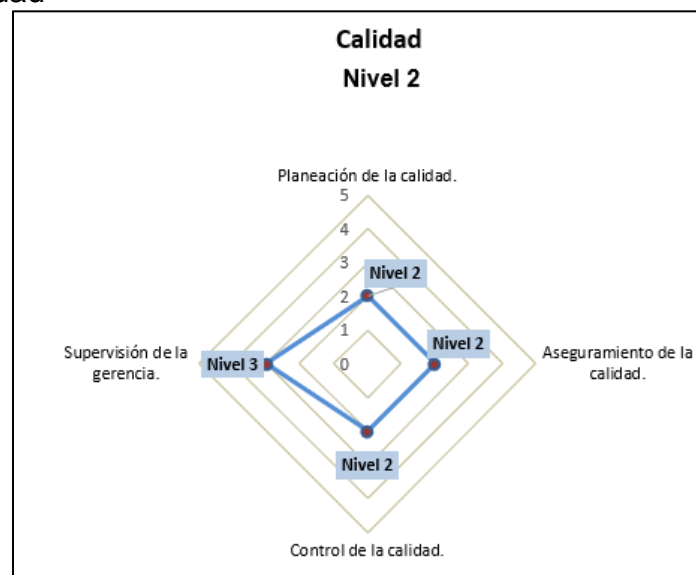 Calidad
Nivel 2
Planeación de la calidad.
5
4
3
Nivel 2
2
1
Nivel 2
Supervisión de la
gerencia.
Nivel 3
0
Aseguramiento de la
calidad.
Nivel 2
Control de la calidad.